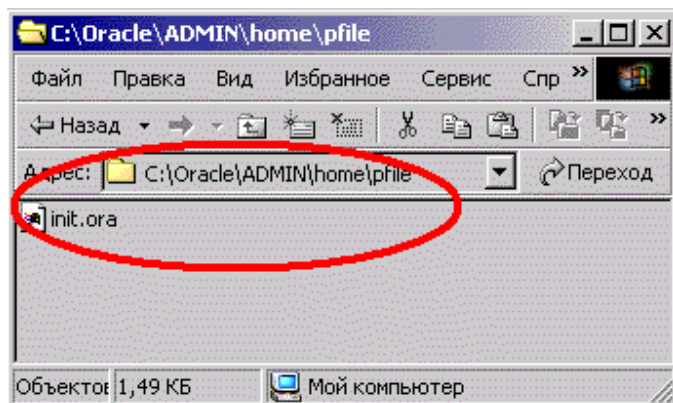 C:\Oracle\ADMIN\home\pfile
Файл Правка Вид Избранное Сервис Спр »
Назад »
Адрес: C:\Oracle\ADMIN\home\pfile Переход
init.ora
Объектов 1,49 КБ Мой компьютер